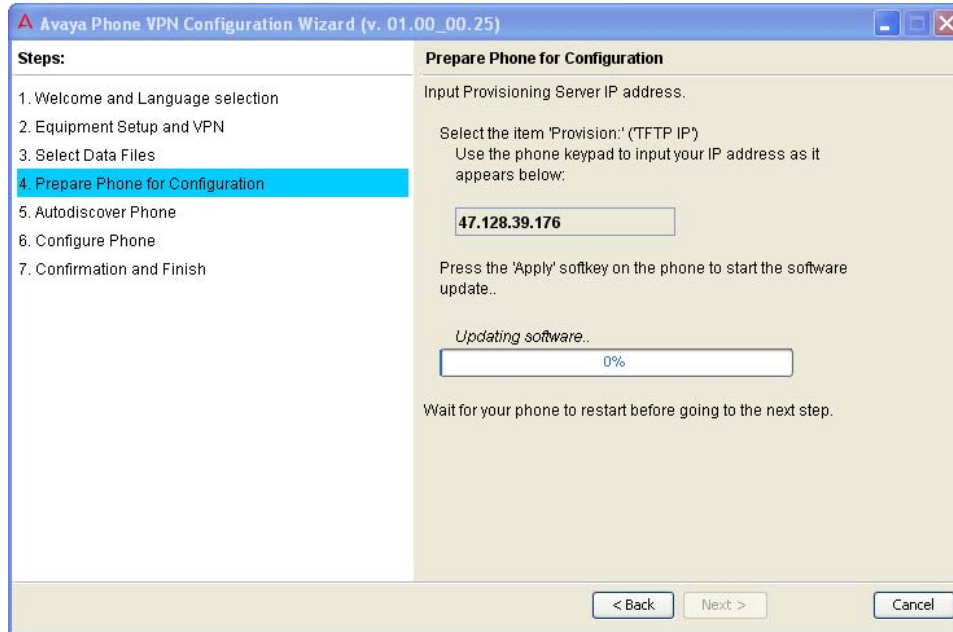 Avaya Phone VPN Configuration Wizard (v. 01.00_00.25)
Steps:
1. Welcome and Language selection
2. Equipment Setup and VPN
3. Select Data Files
4. Prepare Phone for Configuration
5. Autodiscover Phone
6. Configure Phone
7. Confirmation and Finish
Prepare Phone for Configuration
Input Provisioning Server IP address.
Select the item 'Provision:' ('TFTP IP')
Use the phone keypad to input your IP address as it
appears below:
47.128.39.176
Press the 'Apply' softkey on the phone to start the software
update..
Updating software..
0%
Wait for your phone to restart before going to the next step.
< Back
Next >
Cancel